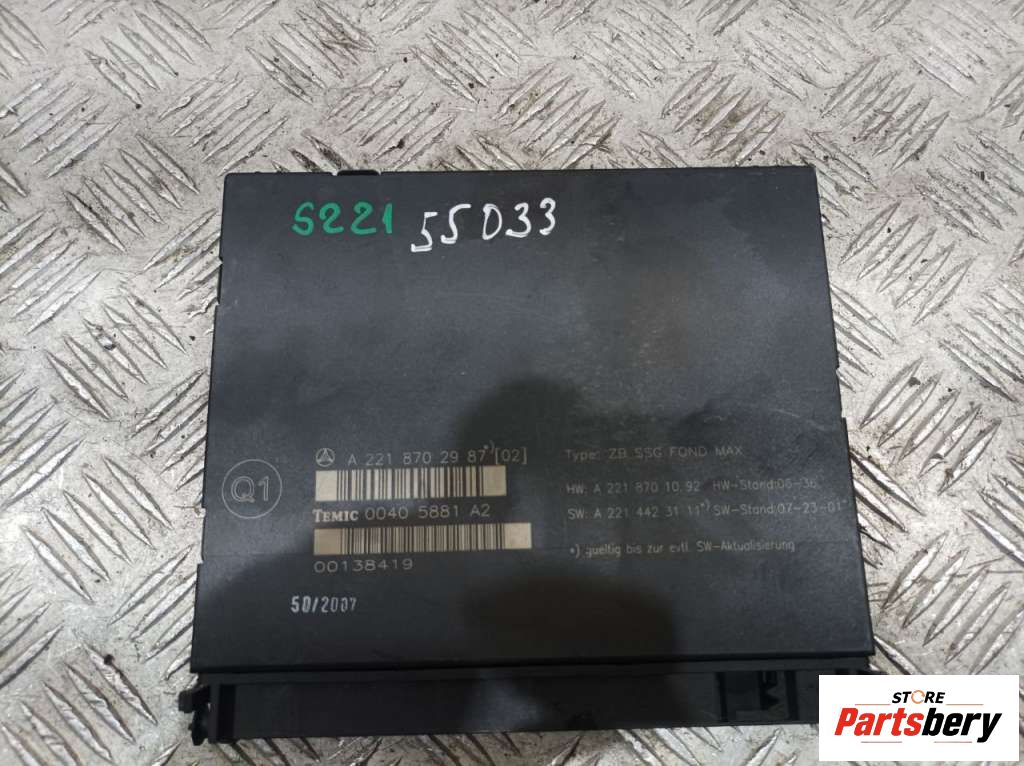 S221 55D33
A 221 870 29 87 *) [02]
Q1
TEMIC 0040 5881 A2
00138419
50/2007
Type: ZB SSG FOND MAX
HW: A 221 870 10 92 HW-Stand:06-36
SW: A 221 442 31 11 *) SW-Stand:07-23-01
*) gueltig bis zur evtl. SW-Aktualisierung
STORE
Partsbery